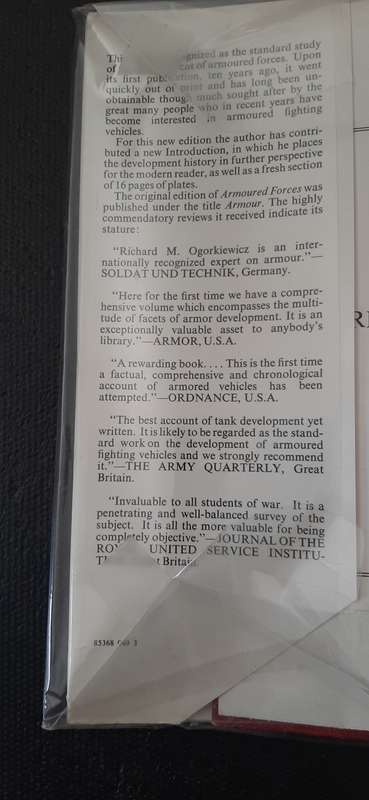 Thi gnized as the standard study
of nt of armoured forces. Upon
its first publication, ten years ago, it went
quickly out of print and has long been un-
obtainable though much sought after by the
great many people who in recent years have
become interested in armoured fighting
vehicles.
For this new edition the author has contri-
buted a new Introduction, in which he places
the development history in further perspective
for the modern reader, as well as a fresh section
of 16 pages of plates.
The original edition of Armoured Forces was
published under the title Armour. The highly
commendatory reviews it received indicate its
stature:
"Richard M. Ogorkiewicz is an inter-
nationally recognized expert on armour."—
SOLDAT UND TECHNIK, Germany.
"Here for the first time we have a compre-
hensive volume which encompasses the multi-
tude of facets of armor development. It is an
exceptionally valuable asset to anybody's
library."—ARMOR, U.S.A.
"A rewarding book. . . . This is the first time
a factual, comprehensive and chronological
account of armored vehicles has been
attempted."—ORDNANCE, U.S.A.
"The best account of tank development yet
written. It is likely to be regarded as the stand-
ard work on the development of armoured
fighting vehicles and we strongly recommend
it."—THE ARMY QUARTERLY, Great
Britain.
"Invaluable to all students of war. It is a
penetrating and well-balanced survey of the
subject. It is all the more valuable for being
completely objective."—JOURNAL OF THE
RO UNITED SERVICE INSTITU-
T t Britain.
85368 049 3
R